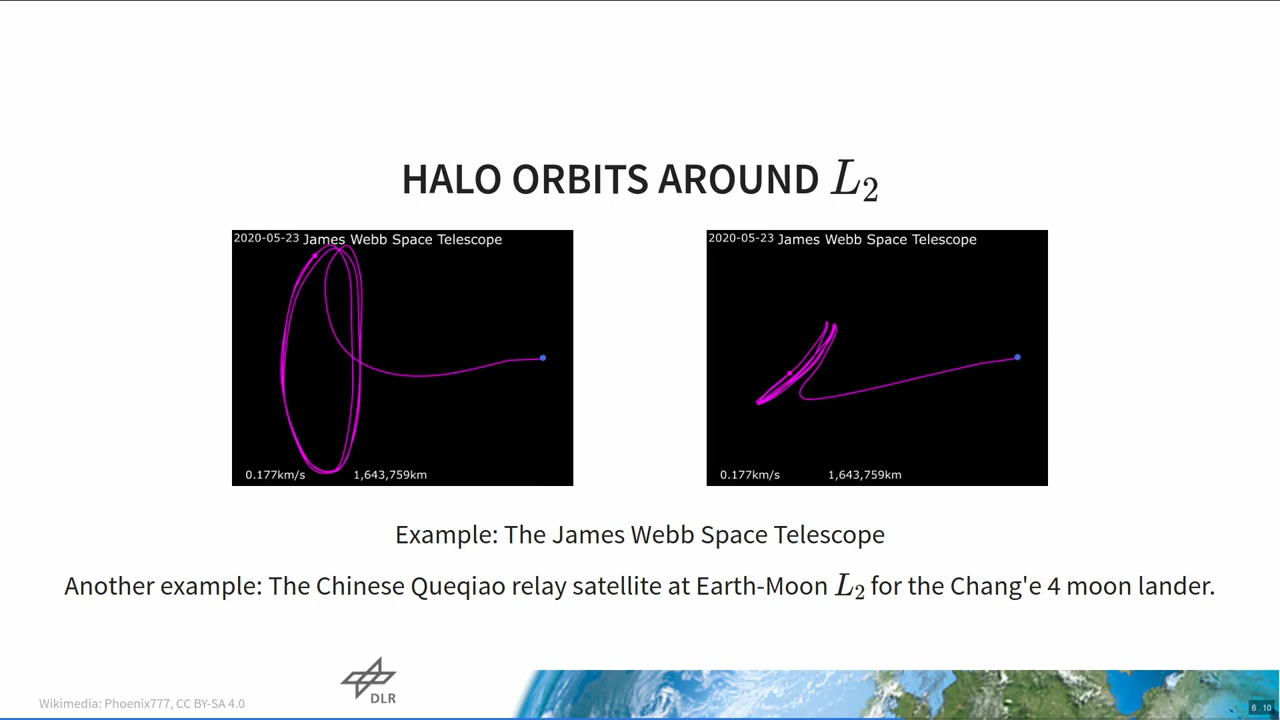 HALO ORBITS AROUND L2
2020-05-23 James Webb Space Telescope
0.177km/s 1,643,759km
2020-05-23 James Webb Space Telescope
0.177km/s 1,643,759km
Example: The James Webb Space Telescope
Another example: The Chinese Queqiao relay satellite at Earth-Moon L2 for the Chang'e 4 moon lander.
DLR
Wikimedia: Phoenix777, CC BY-SA 4.0
6.10